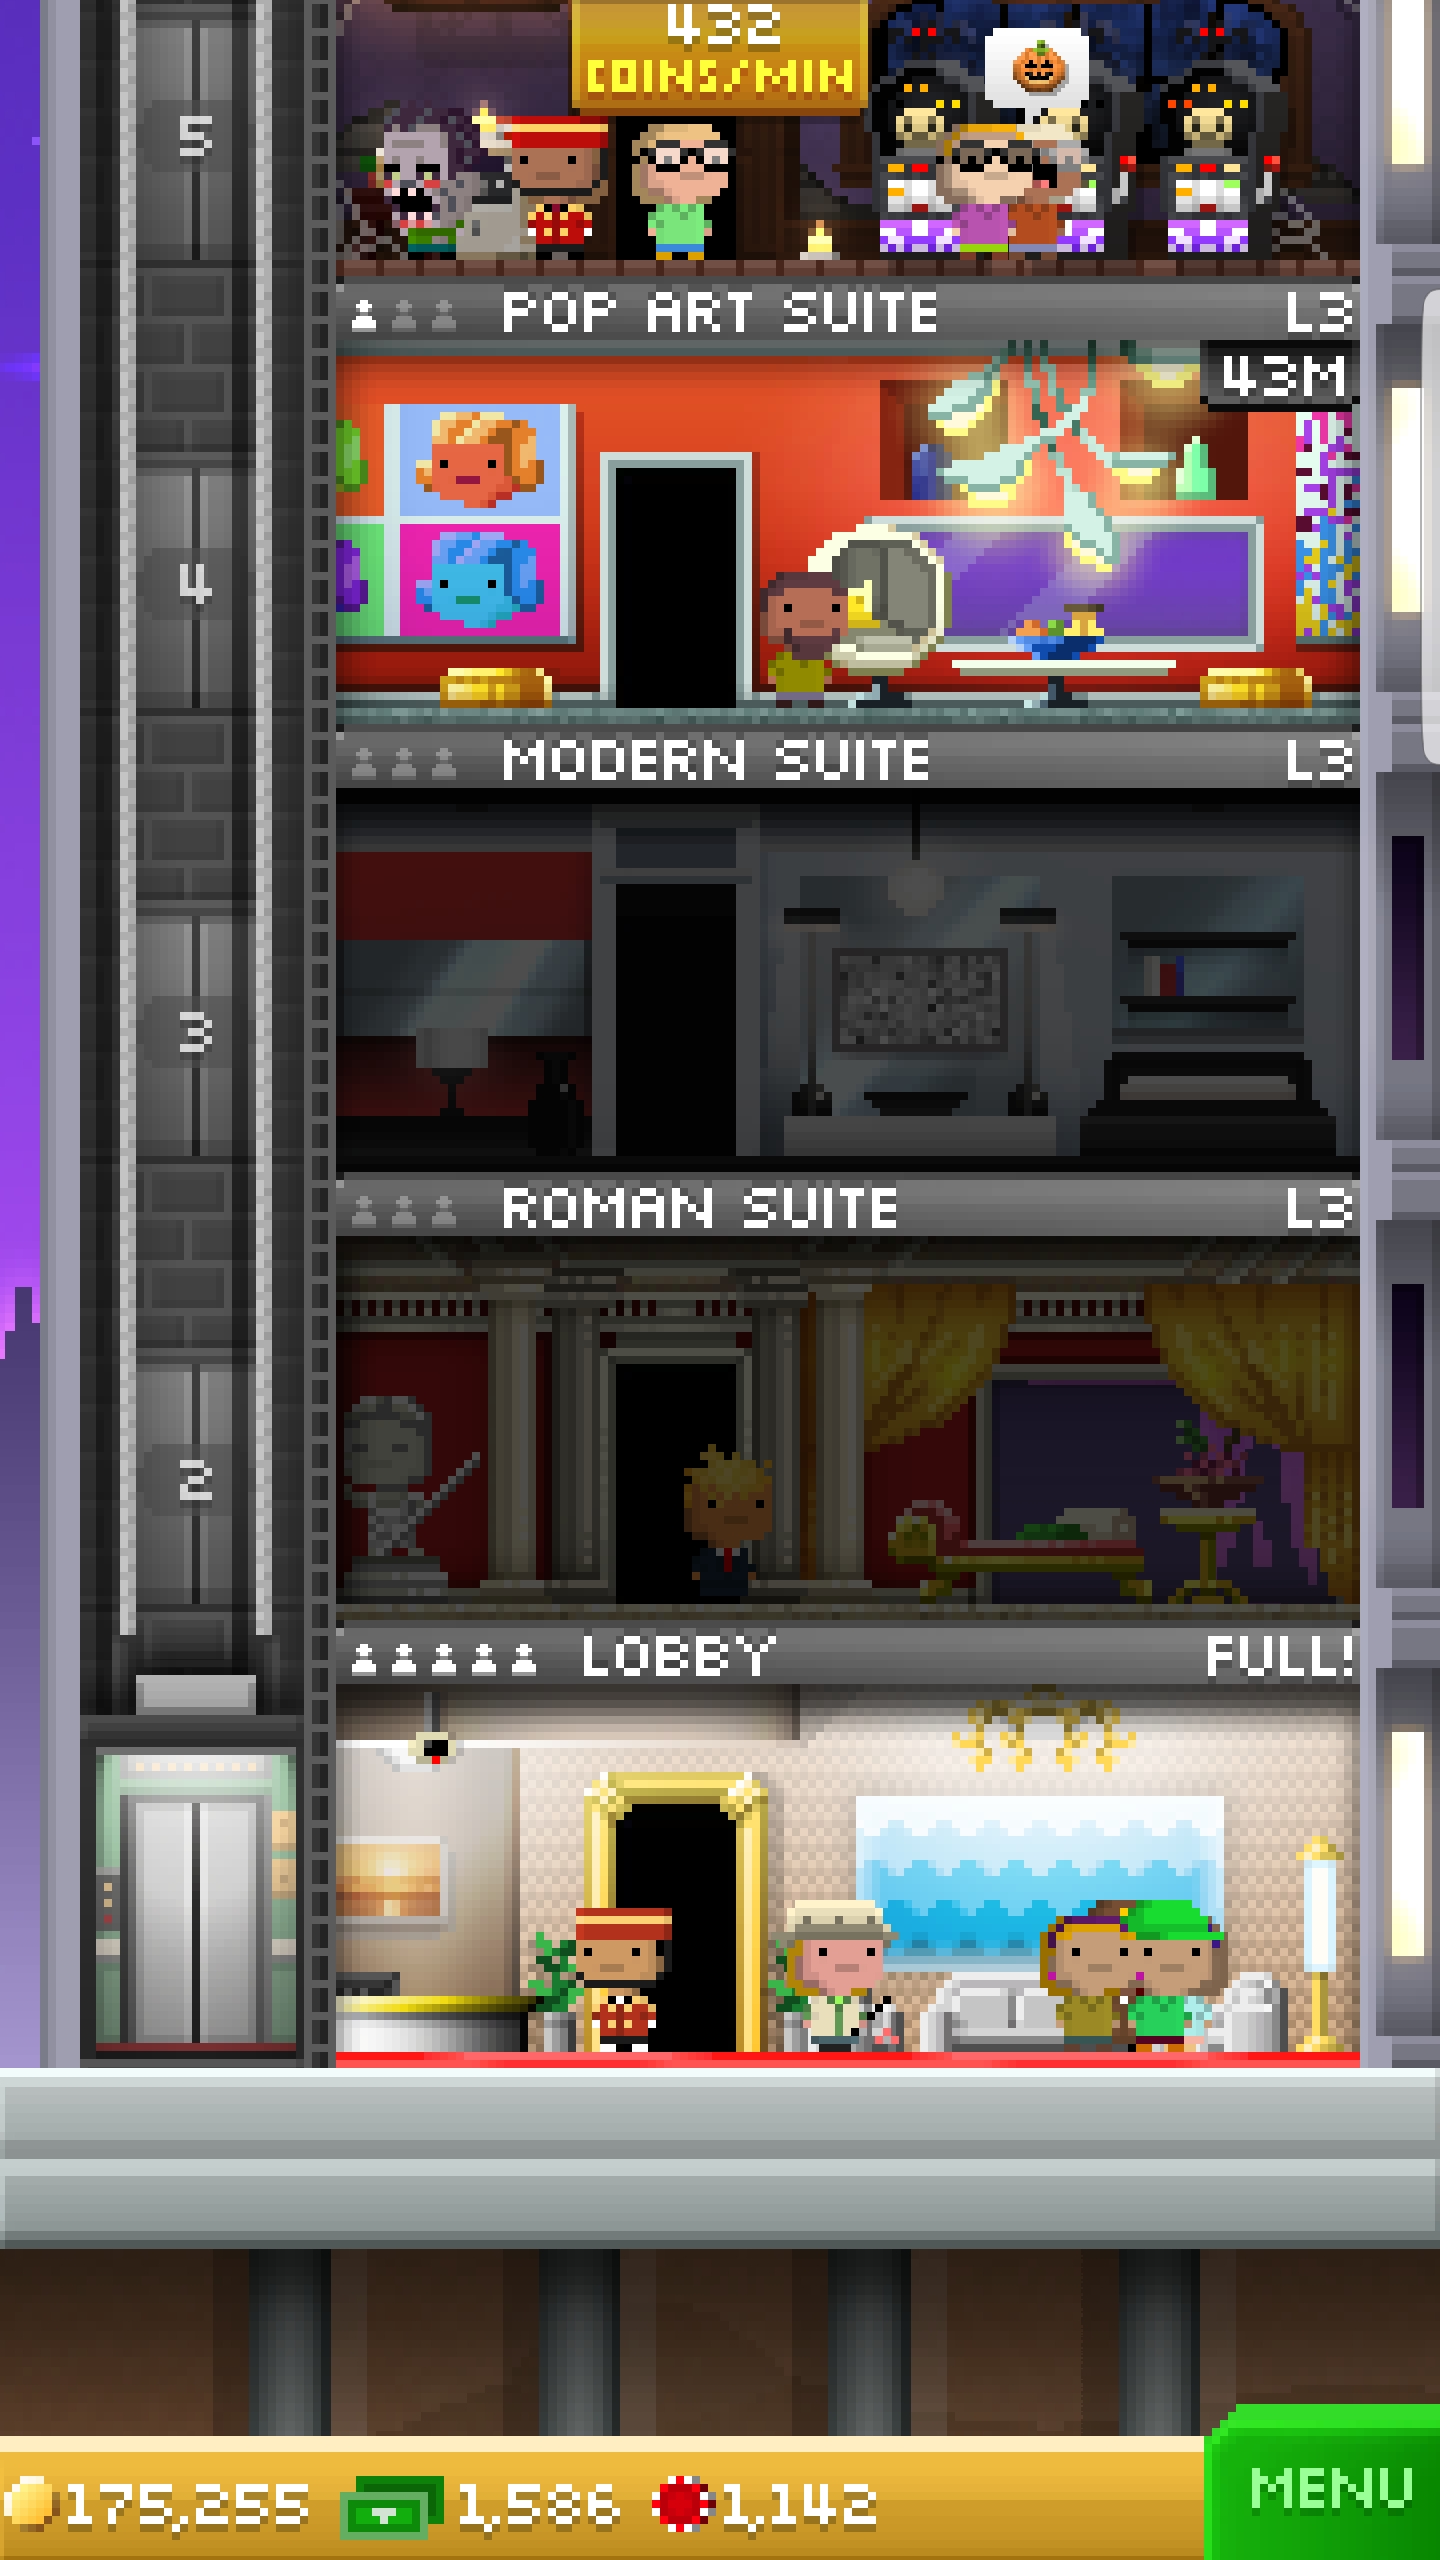 432
COINS/MIN
5
POP ART SUITE L3
43M
4
MODERN SUITE L3
3
ROMAN SUITE L3
2
LOBBY FULL!
175,255 1,586 1,142 MENU